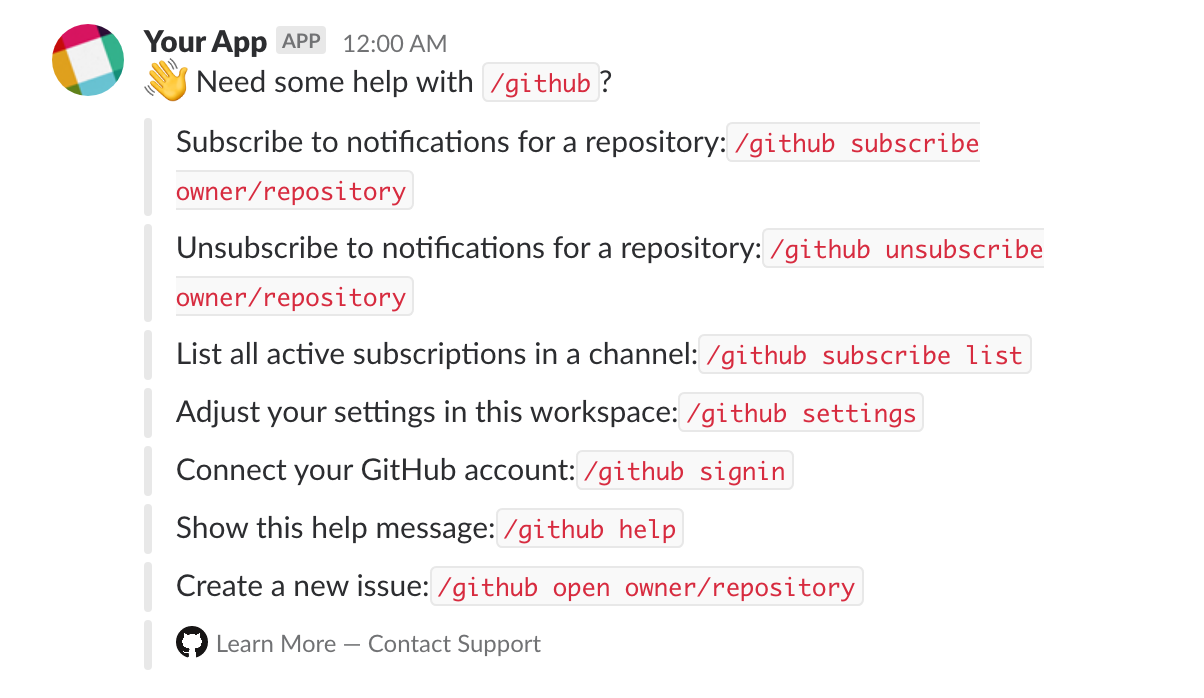 Your App APP 12:00 AM
👋 Need some help with /github?
Subscribe to notifications for a repository: /github subscribe
owner/repository
Unsubscribe to notifications for a repository: /github unsubscribe
owner/repository
List all active subscriptions in a channel: /github subscribe list
Adjust your settings in this workspace: /github settings
Connect your GitHub account: /github signin
Show this help message: /github help
Create a new issue: /github open owner/repository
Learn More — Contact Support